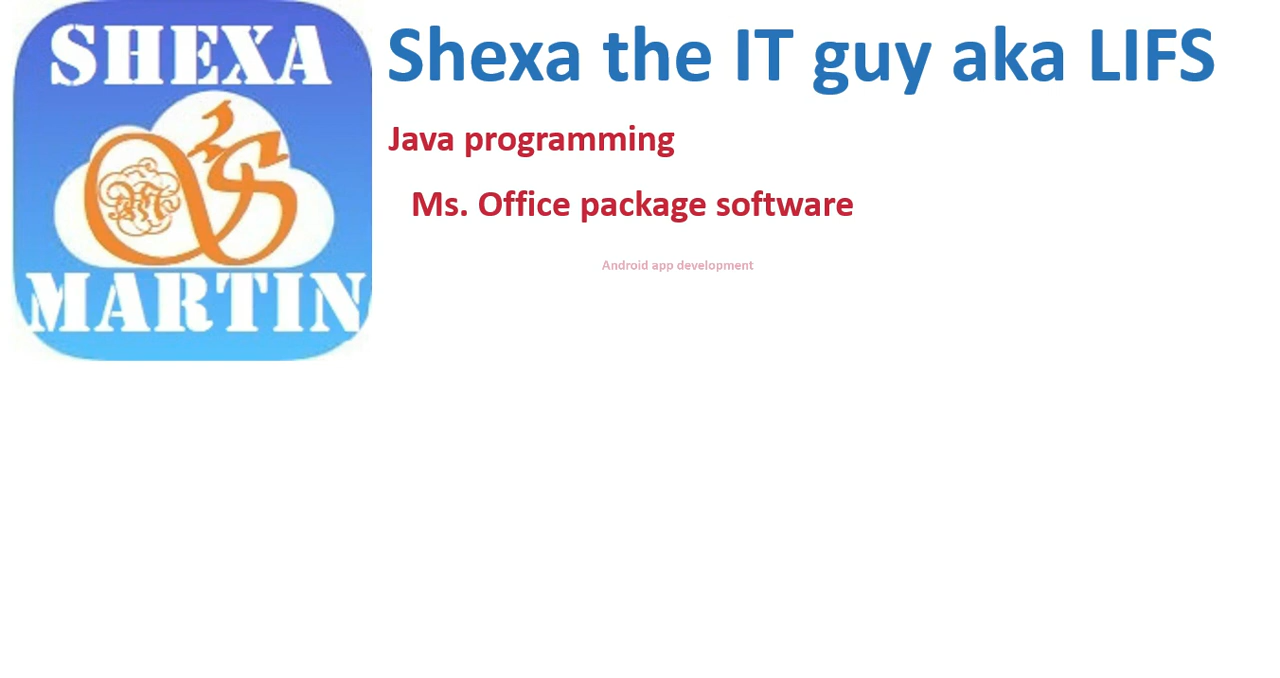 SHEXA
MARTIN
Shexa the IT guy aka LIFS
Java programming
Ms. Office package software
Android app development